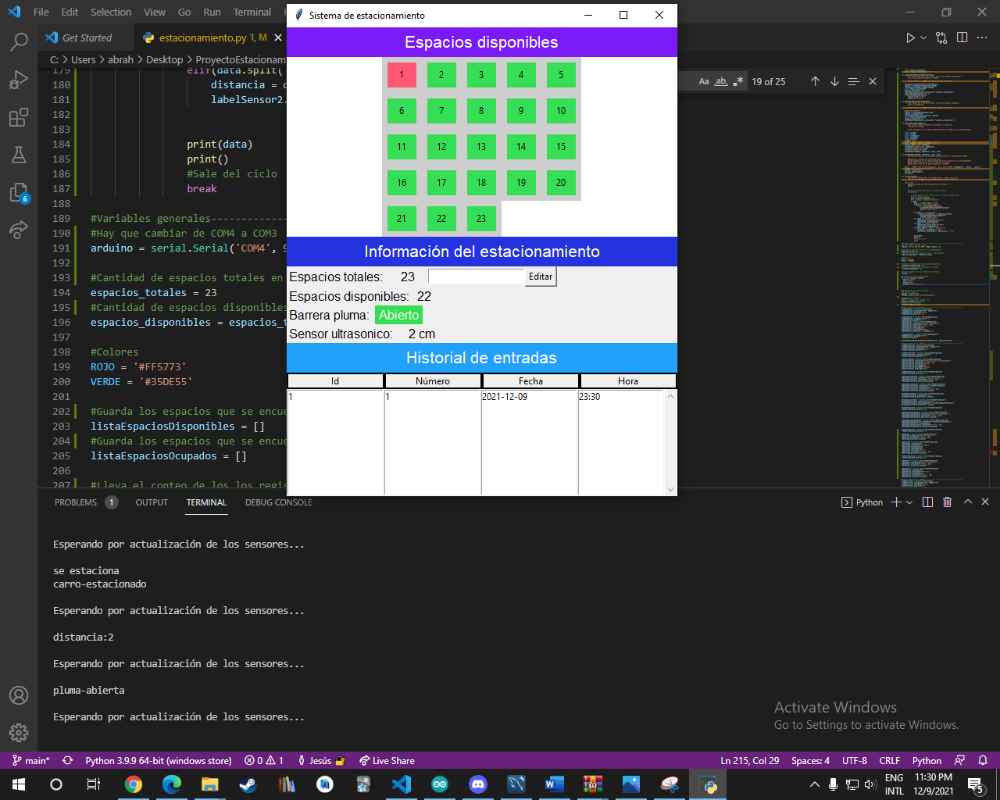 File Edit Selection View Go Run Terminal
Sistema de estacionamiento
Get Started
estacionamiento.py 1, M
C: > Users > abrah > Desktop > ProyectoEstacionam
Aa ab 19 of 25
179 elif(data.split(
180 distancia = d
181 labelSensor2.
182
183
184 print(data)
185 print()
186 #Sale del ciclo
187 break
188
189 #Variables generales---------------
190 #Hay que cambiar de COM4 a COM3
191 arduino = serial.Serial('COM4', 9
192
193 #Cantidad de espacios totales en
194 espacios_totales = 23
195 #Cantidad de espacios disponibles
196 espacios_disponibles = espacios_t
197
198 #Colores
199 ROJO = '#FF5773'
200 VERDE = '#35DE55'
201
202 #Guarda los espacios que se encue
203 listaEspaciosDisponibles = []
204 #Guarda los espacios que se encue
205 listaEspaciosOcupados = []
206
207 #Lleva el conteo de los los regis
Espacios disponibles
1 2 3 4 5
6 7 8 9 10
11 12 13 14 15
16 17 18 19 20
21 22 23
Información del estacionamiento
Espacios totales: 23 Editar
Espacios disponibles: 22
Barrera pluma: Abierto
Sensor ultrasonico: 2 cm
Historial de entradas
Id Número Fecha Hora
1 1 2021-12-09 23:30
PROBLEMS 1 OUTPUT TERMINAL DEBUG CONSOLE
Python
Esperando por actualización de los sensores...
se estaciona
carro-estacionado
Esperando por actualización de los sensores...
distancia:2
Esperando por actualización de los sensores...
pluma-abierta
Esperando por actualización de los sensores...
Activate Windows
Go to Settings to activate Windows.
6
main* Python 3.9.9 64-bit (windows store) 0 1 Jesús Live Share Ln 215, Col 29 Spaces: 4 UTF-8 CRLF Python
ENG
INTL
11:30 PM
12/9/2021
5